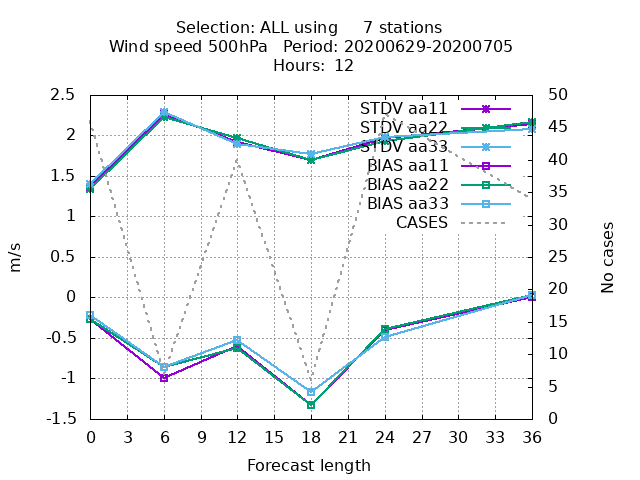 Selection: ALL using     7 stations
Wind speed 500hPa   Period: 20200629-20200705
Hours: 12
2.5
2
1.5
1
0.5
0
-0.5
-1
-1.5
m/s
STDV aa11
STDV aa22
STDV aa33
BIAS aa11
BIAS aa22
BIAS aa33
CASES
50
45
40
35
30
25
20
15
10
5
0
No cases
0 3 6 9 12 15 18 21 24 27 30 33 36
Forecast length